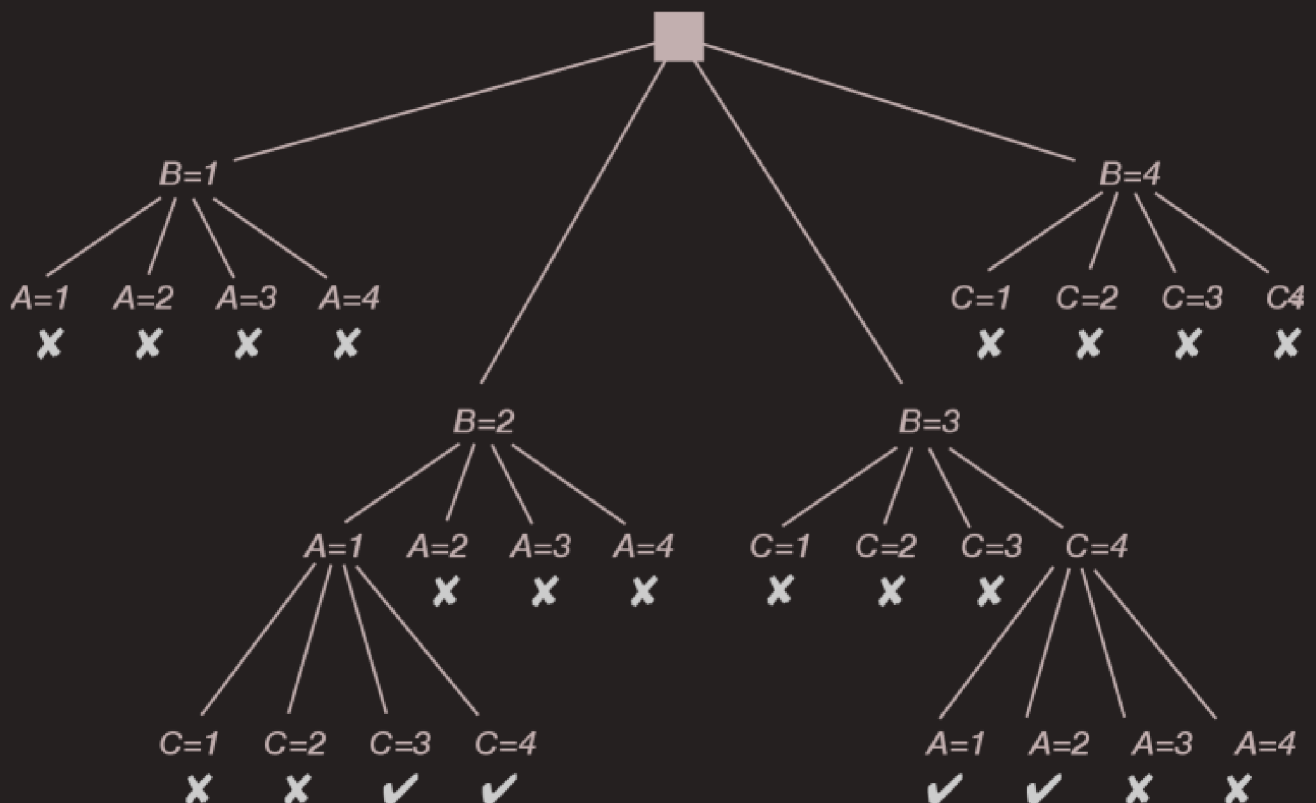 B=1 B=4
A=1 A=2 A=3 A=4 C=1 C=2 C=3 C4
✘ ✘ ✘ ✘ ✘ ✘ ✘ ✘
B=2 B=3
A=1 A=2 A=3 A=4 C=1 C=2 C=3 C=4
✘ ✘ ✘ ✘ ✘ ✘
C=1 C=2 C=3 C=4 A=1 A=2 A=3 A=4
✘ ✘ ✔ ✔ ✔ ✔ ✘ ✘